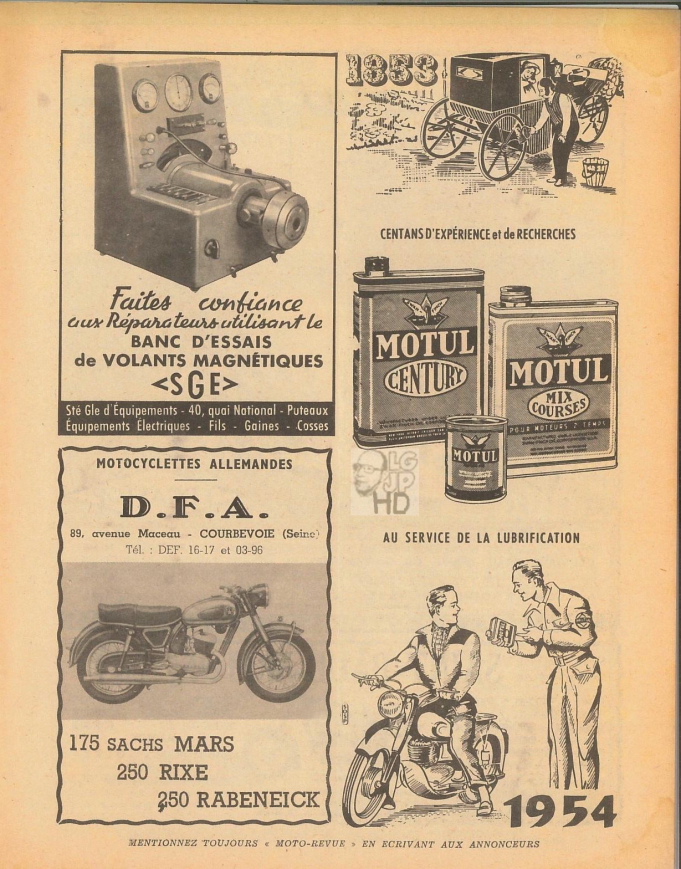 Faites confiance
aux Réparateurs utilisant le
BANC D'ESSAIS
de VOLANTS MAGNÉTIQUES
<SGE>
Sté Gle d'Équipements - 40, quai National - Puteaux
Équipements Électriques - Fils - Gaines - Cosses
MOTOCYCLETTES ALLEMANDES
D.F.A.
89, avenue Maceau - COURBEVOIE (Seine)
Tél. : DEF. 16-17 et 03-96
175 SACHS MARS
250 RIXE
250 RABENEICK
1853
CENT ANS D'EXPÉRIENCE et de RECHERCHES
MOTUL
CENTURY
MOTUL
MIX
COURSES
POUR MOTEURS 2 TEMPS
MOTUL
LG
JP
HD
AU SERVICE DE LA LUBRIFICATION
1954
MENTIONNEZ TOUJOURS « MOTO-REVUE » EN ECRIVANT AUX ANNONCEURS